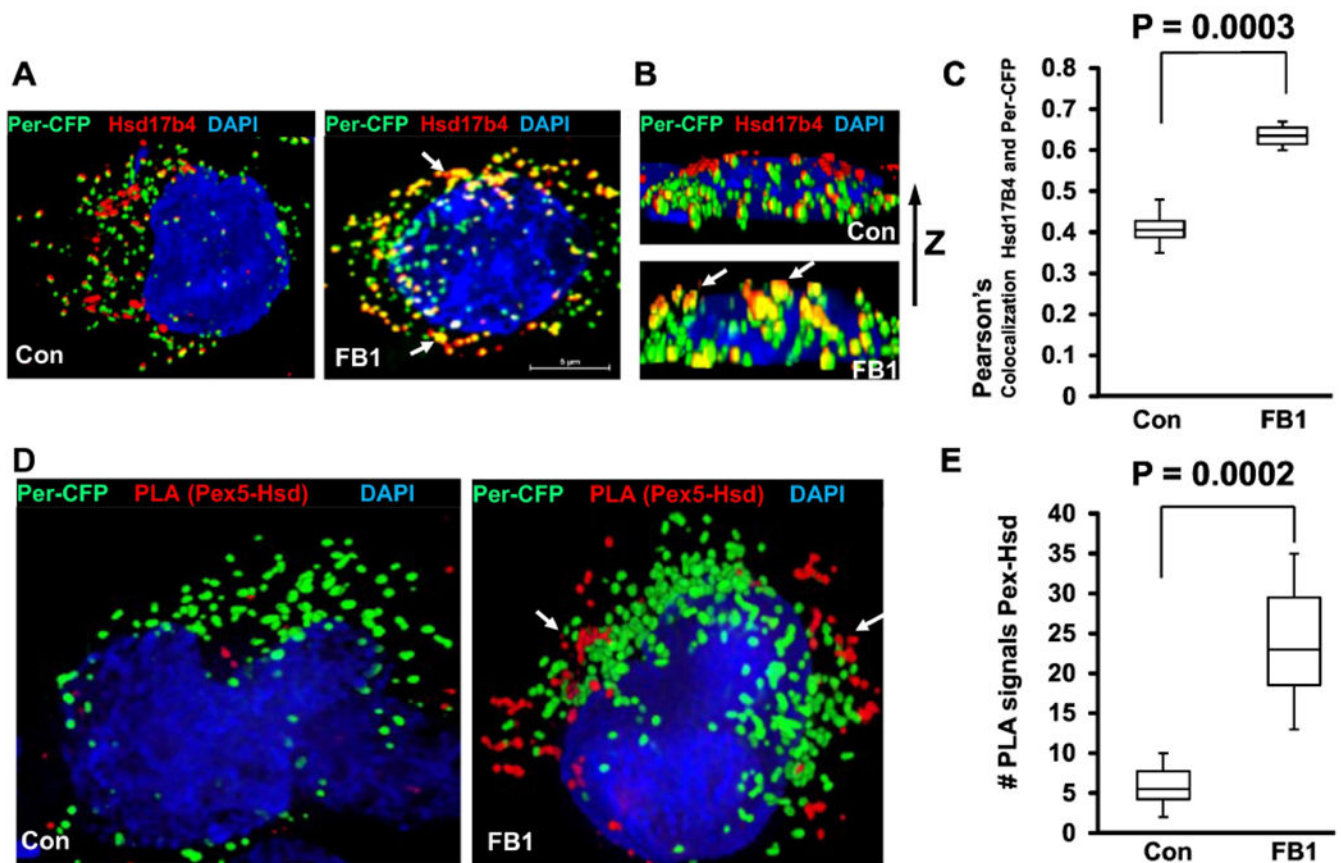 A
Per-CFP Hsd17b4 DAPI
Con
Per-CFP Hsd17b4 DAPI
FB1
5 µm
B
Per-CFP Hsd17b4 DAPI
Con
FB1
Z
C
P = 0.0003
Pearson's
Colocalization Hsd17B4 and Per-CFP
0.8
0.7
0.6
0.5
0.4
0.3
0.2
0.1
0
Con FB1
D
Per-CFP PLA (Pex5-Hsd) DAPI
Con
Per-CFP PLA (Pex5-Hsd) DAPI
FB1
E
P = 0.0002
# PLA signals Pex-Hsd
40
35
30
25
20
15
10
5
0
Con FB1